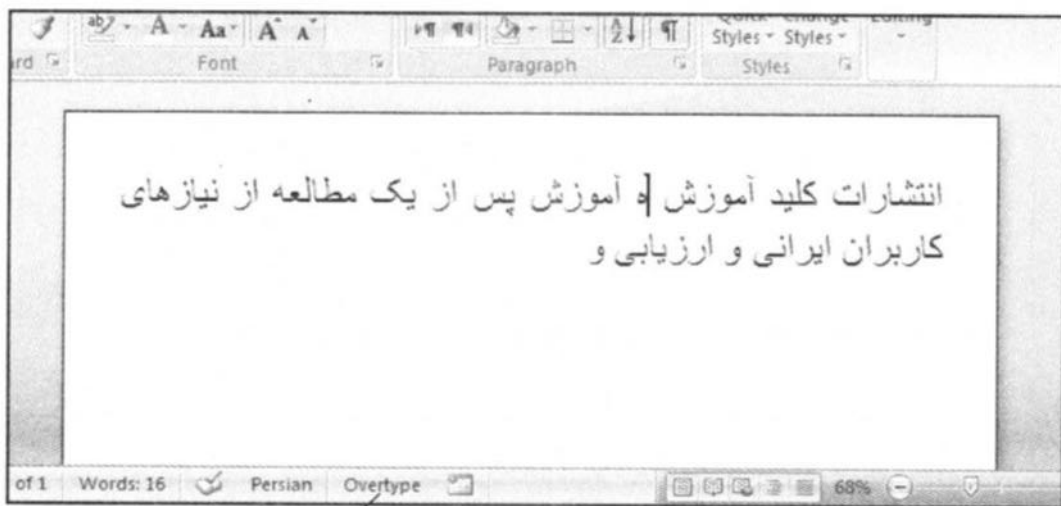 Styles Styles
Font Paragraph Styles
انتشارات کلید آموزش ه آموزش پس از یک مطالعه از نیازهای
کاربران ایرانی و ارزیابی و
of 1 Words: 16 Persian Overtype 68%